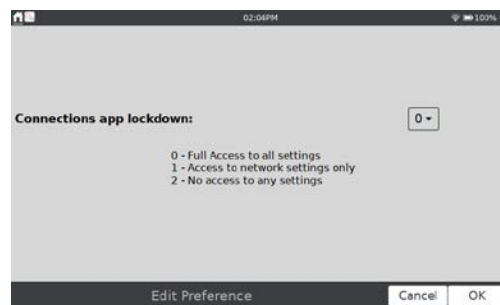 02:04PM
100%
Connections app lockdown:
0
0 - Full Access to all settings
1 - Access to network settings only
2 - No access to any settings
Edit Preference
Cancel
OK